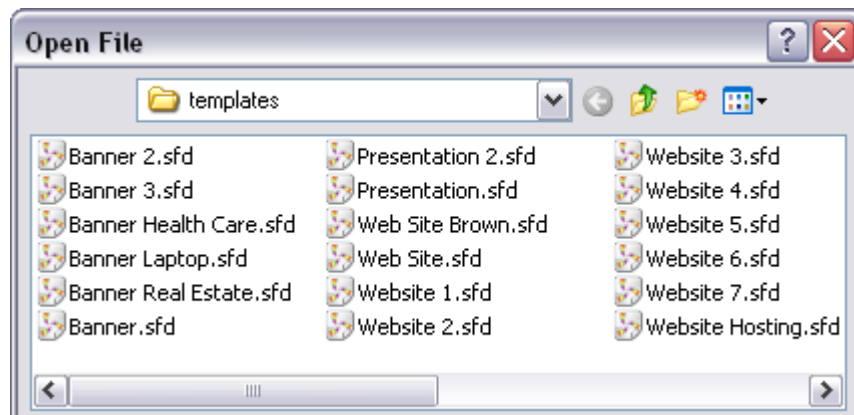 Open File
templates
Banner 2.sfd
Banner 3.sfd
Banner Health Care.sfd
Banner Laptop.sfd
Banner Real Estate.sfd
Banner.sfd
Presentation 2.sfd
Presentation.sfd
Web Site Brown.sfd
Web Site.sfd
Website 1.sfd
Website 2.sfd
Website 3.sfd
Website 4.sfd
Website 5.sfd
Website 6.sfd
Website 7.sfd
Website Hosting.sfd